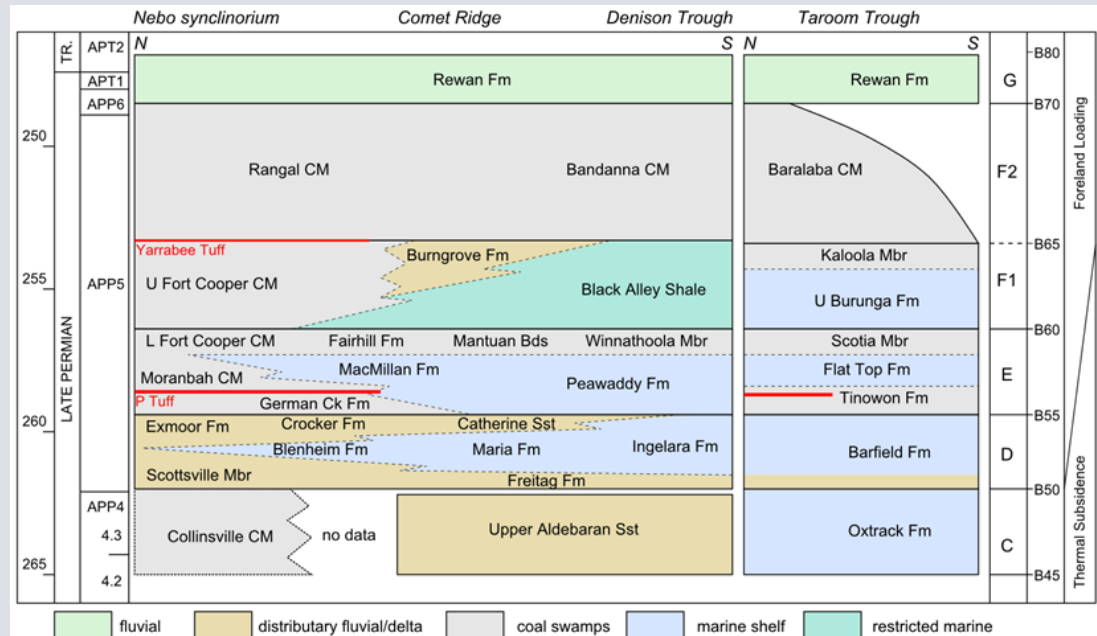 Nebo synclinorium Comet Ridge Denison Trough Taroom Trough
TR. APT2 N S N S B80
APT1 Rewan Fm Rewan Fm G
APP6 B70
250
Rangal CM Bandanna CM Baralaba CM F2 Foreland Loading
Yarrabee Tuff B65
Burngrove Fm Kaloola Mbr
255 APP5 U Fort Cooper CM Black Alley Shale U Burunga Fm F1
B60
L Fort Cooper CM Fairhill Fm Mantuan Bds Winnathoola Mbr Scotia Mbr
LATE PERMIAN MacMillan Fm Flat Top Fm E
Moranbah CM Peawaddy Fm
P Tuff German Ck Fm Tinowon Fm
B55
260 Exmoor Fm Crocker Fm Catherine Sst
Blenheim Fm Maria Fm Ingelara Fm Barfield Fm D
Scottsville Mbr Freitag Fm
B50
APP4
4.3 Collinsville CM no data Upper Aldebaran Sst Oxtrack Fm C Thermal Subsidence
265 4.2 B45
fluvial distributary fluvial/delta coal swamps marine shelf restricted marine